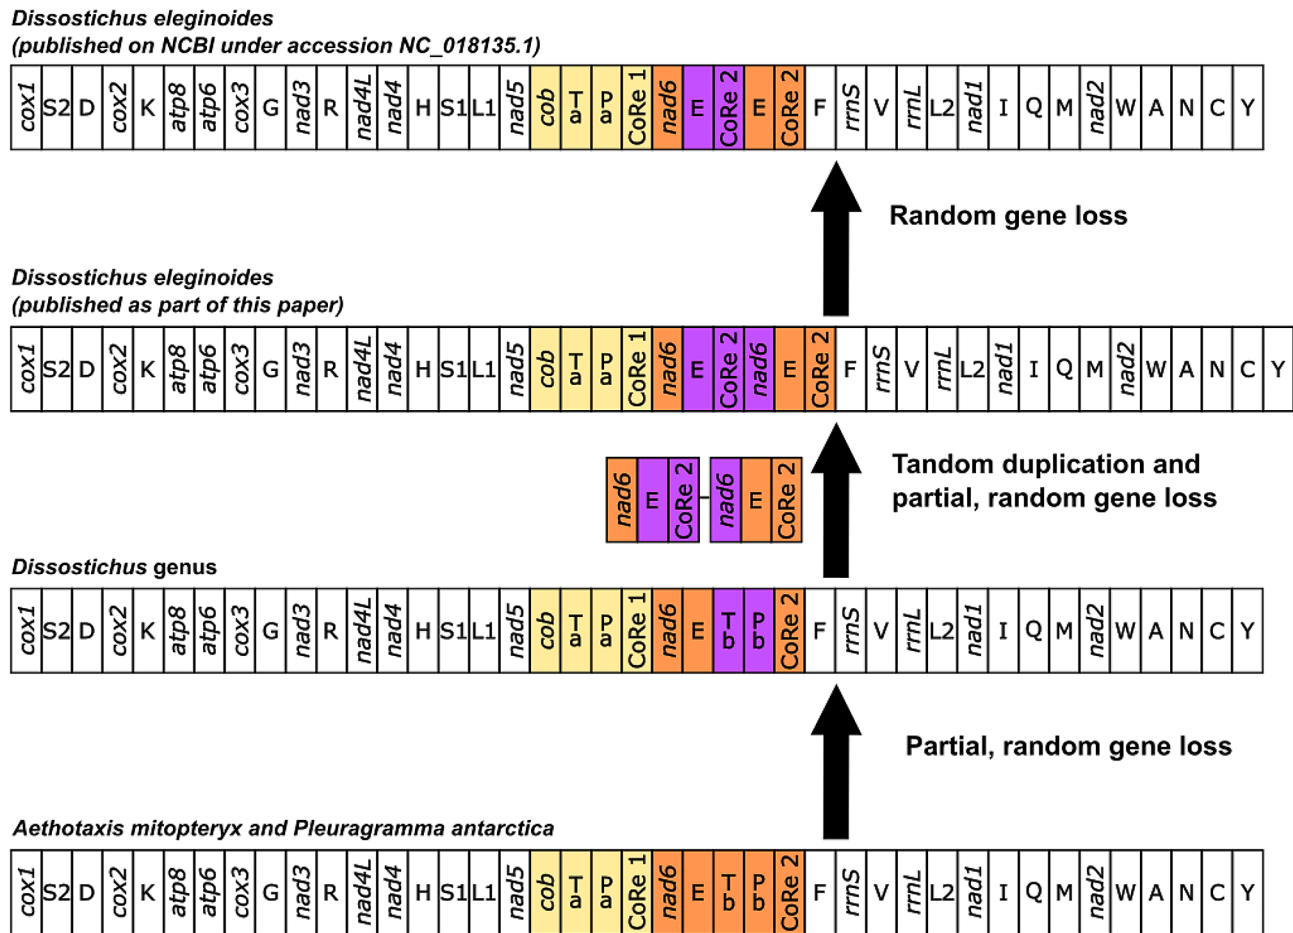 Dissostichus eleginoides
(published on NCBI under accession NC_018135.1)
cox1 S2 D cox2 K atp8 atp6 cox3 G nad3 R nad4L nad4 H S1 L1 nad5 cob Ta Pa CoRe 1 nad6 E CoRe 2 E CoRe 2 F rrnS V rrnL L2 nad1 I Q M nad2 W A N C Y
Random gene loss
Dissostichus eleginoides
(published as part of this paper)
cox1 S2 D cox2 K atp8 atp6 cox3 G nad3 R nad4L nad4 H S1 L1 nad5 cob Ta Pa CoRe 1 nad6 E CoRe 2 nad6 E CoRe 2 F rrnS V rrnL L2 nad1 I Q M nad2 W A N C Y
Tandom duplication and
partial, random gene loss
nad6 E CoRe 2 nad6 E CoRe 2
Dissostichus genus
cox1 S2 D cox2 K atp8 atp6 cox3 G nad3 R nad4L nad4 H S1 L1 nad5 cob Ta Pa CoRe 1 nad6 E Tb Pb CoRe 2 F rrnS V rrnL L2 nad1 I Q M nad2 W A N C Y
Partial, random gene loss
Aethotaxis mitopteryx and Pleuragramma antarctica
cox1 S2 D cox2 K atp8 atp6 cox3 G nad3 R nad4L nad4 H S1 L1 nad5 cob Ta Pa CoRe 1 nad6 E Tb Pb CoRe 2 F rrnS V rrnL L2 nad1 I Q M nad2 W A N C Y